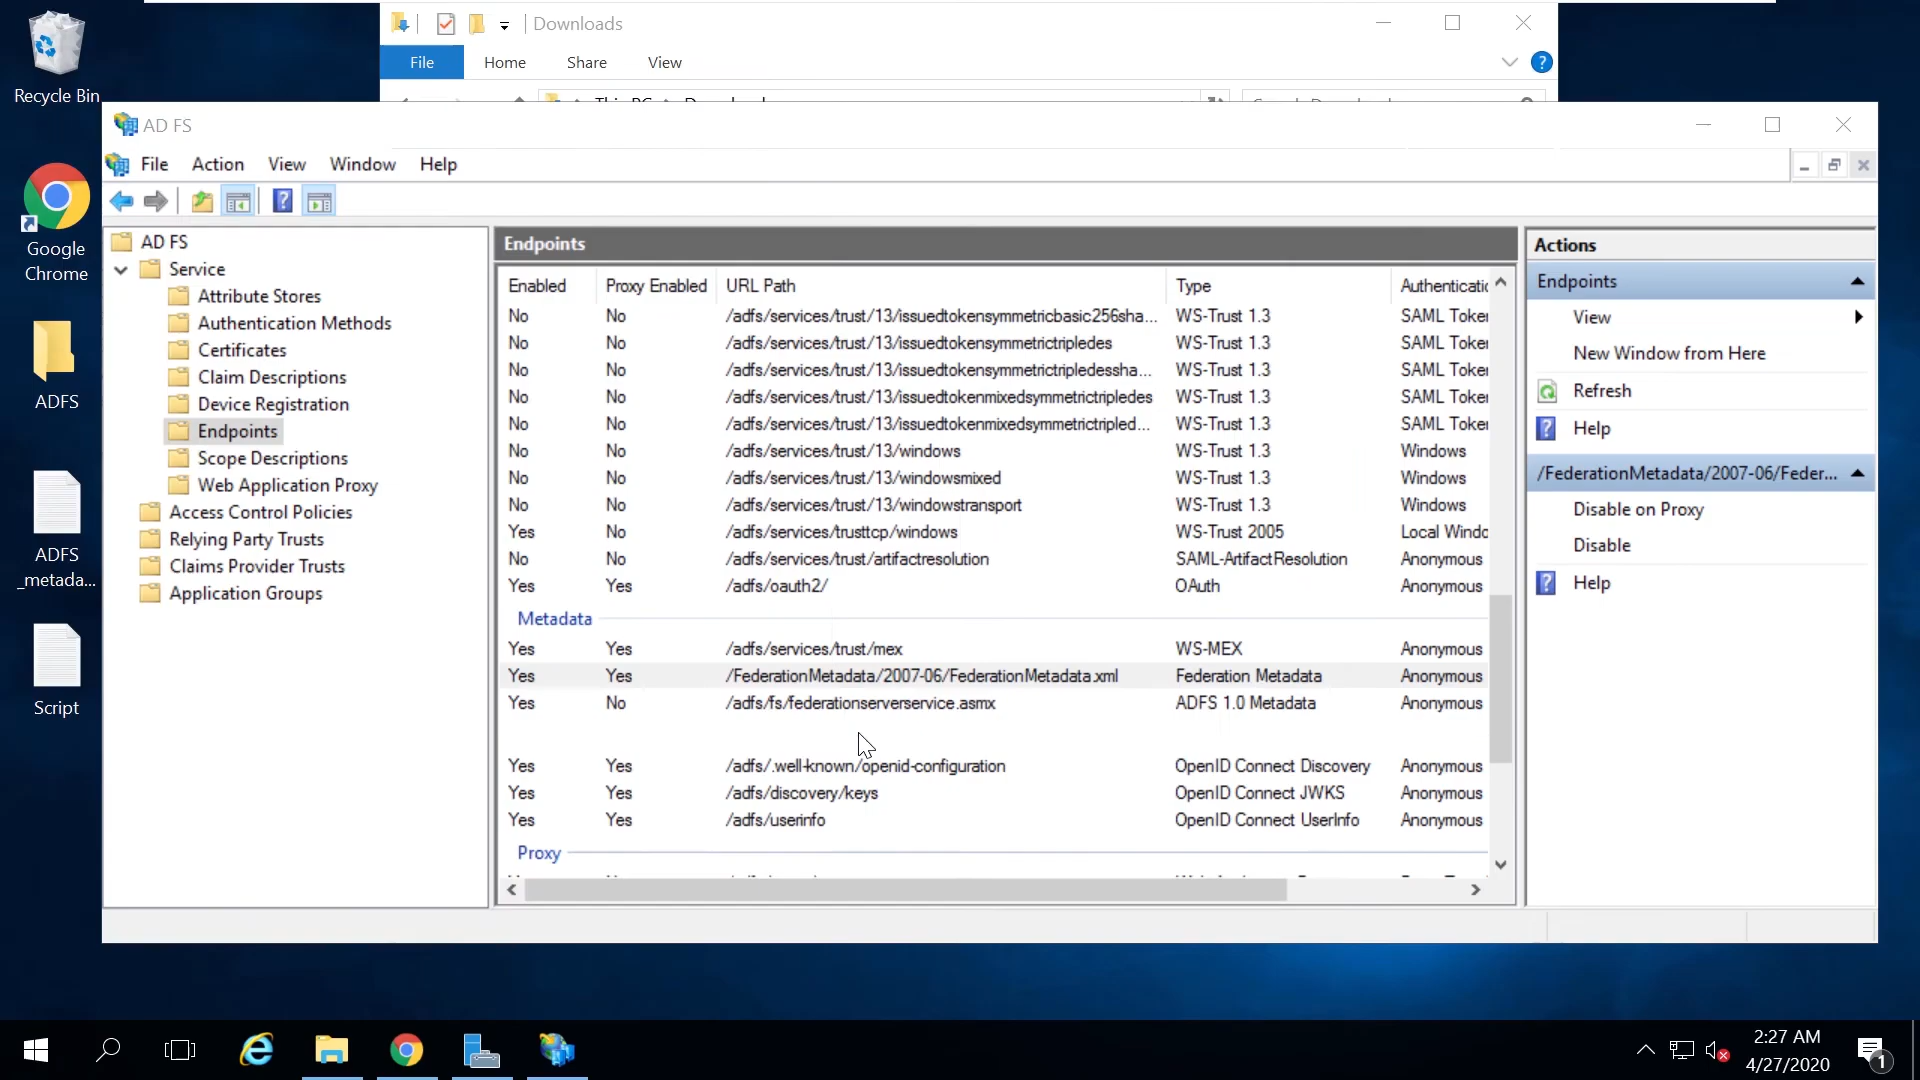 Downloads
File Home Share View
Recycle Bin
AD FS
File Action View Window Help
Google Chrome
ADFS
ADFS _metada...
Script
AD FS
Service
Attribute Stores
Authentication Methods
Certificates
Claim Descriptions
Device Registration
Endpoints
Scope Descriptions
Web Application Proxy
Access Control Policies
Relying Party Trusts
Claims Provider Trusts
Application Groups
Endpoints
Enabled Proxy Enabled URL Path Type Authenticatic
No No /adfs/services/trust/13/issuedtokensymmetricbasic256sha... WS-Trust 1.3 SAML Toker
No No /adfs/services/trust/13/issuedtokensymmetrictripledes WS-Trust 1.3 SAML Toker
No No /adfs/services/trust/13/issuedtokensymmetrictripledessha... WS-Trust 1.3 SAML Toker
No No /adfs/services/trust/13/issuedtokenmixedsymmetrictripledes WS-Trust 1.3 SAML Toker
No No /adfs/services/trust/13/issuedtokenmixedsymmetrictripled... WS-Trust 1.3 SAML Toker
No No /adfs/services/trust/13/windows WS-Trust 1.3 Windows
No No /adfs/services/trust/13/windowsmixed WS-Trust 1.3 Windows
No No /adfs/services/trust/13/windowstransport WS-Trust 1.3 Windows
Yes No /adfs/services/trusttcp/windows WS-Trust 2005 Local Windo
No No /adfs/services/trust/artifactresolution SAML-ArtifactResolution Anonymous
Yes Yes /adfs/oauth2/ OAuth Anonymous
Metadata
Yes Yes /adfs/services/trust/mex WS-MEX Anonymous
Yes Yes /FederationMetadata/2007-06/FederationMetadata.xml Federation Metadata Anonymous
Yes No /adfs/fs/federationserverservice.asmx ADFS 1.0 Metadata Anonymous
Yes Yes /adfs/.well-known/openid-configuration OpenID Connect Discovery Anonymous
Yes Yes /adfs/discovery/keys OpenID Connect JWKS Anonymous
Yes Yes /adfs/userinfo OpenID Connect UserInfo Anonymous
Proxy
Actions
Endpoints
View
New Window from Here
Refresh
Help
/FederationMetadata/2007-06/Feder...
Disable on Proxy
Disable
Help
2:27 AM
4/27/2020
1